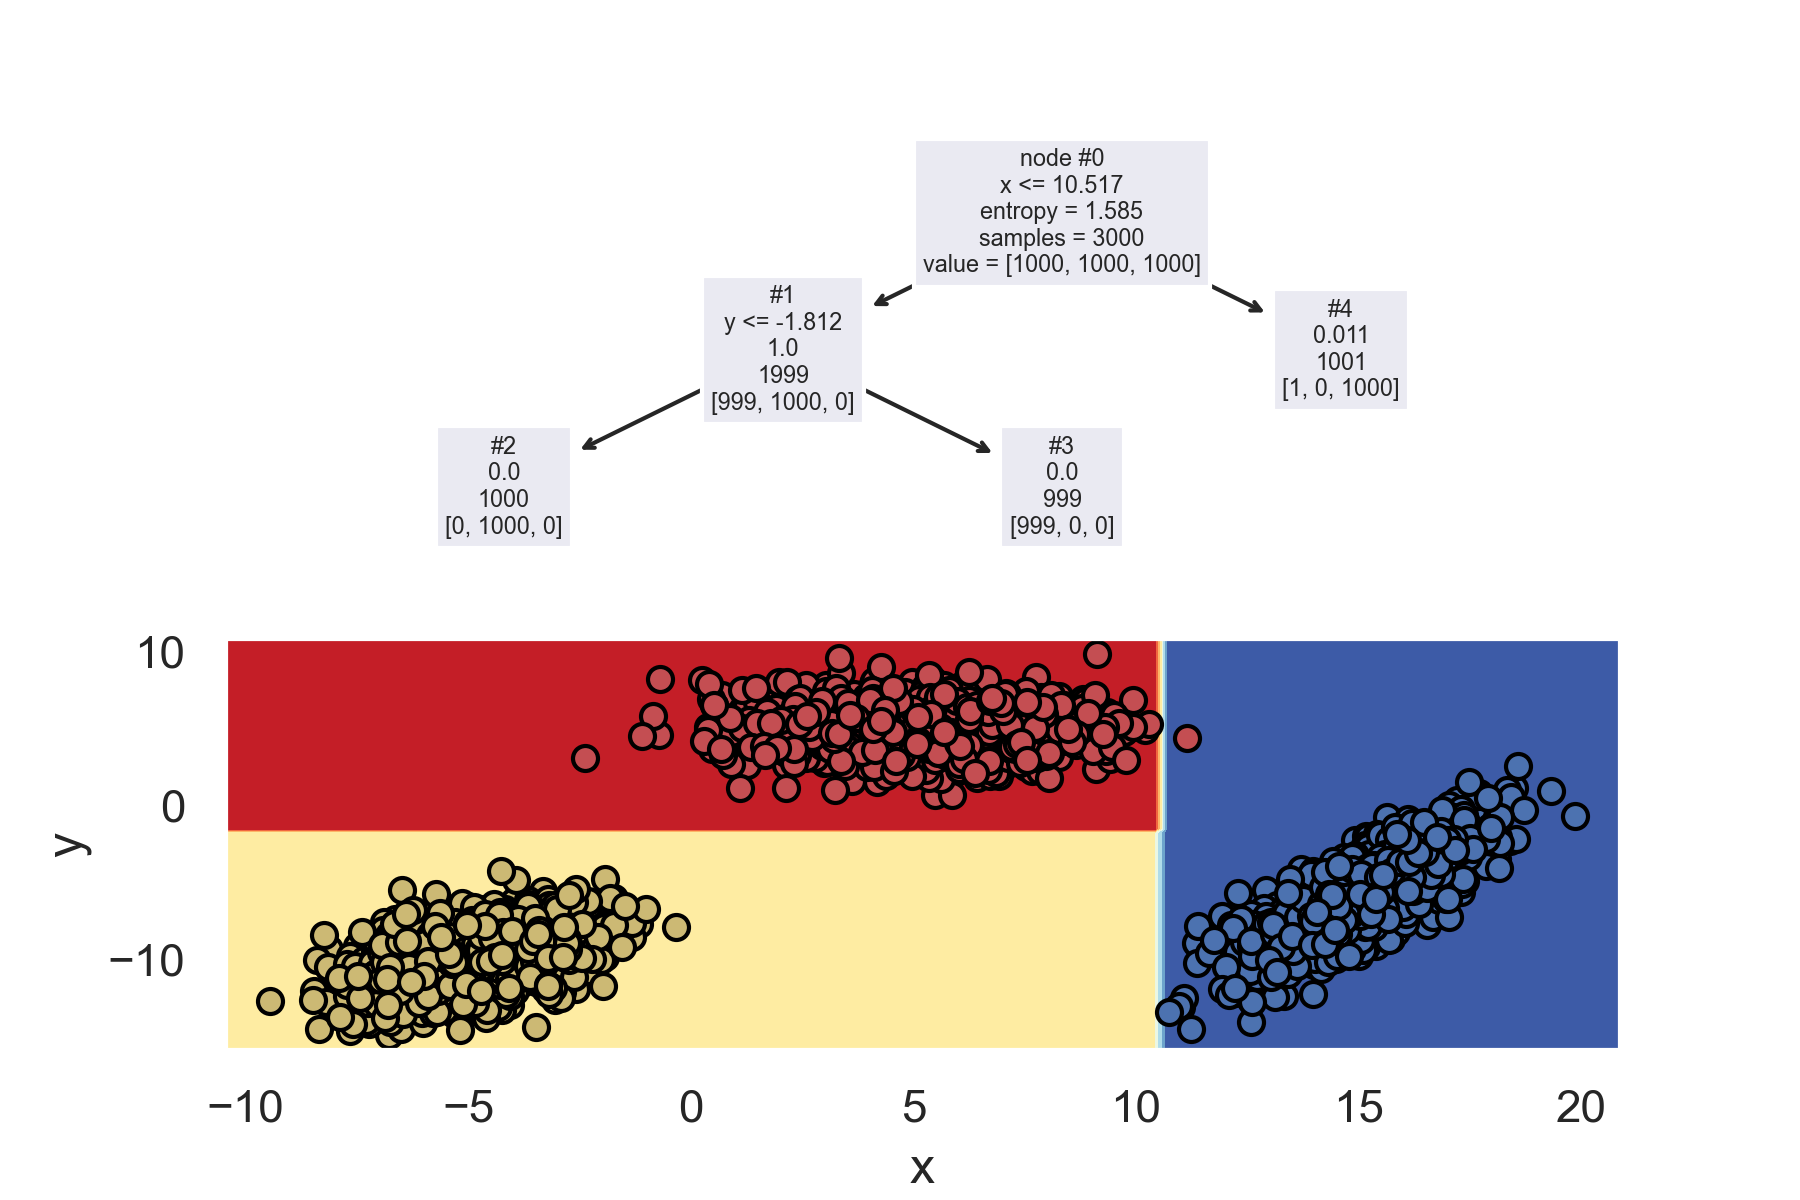 node #0
x <= 10.517
entropy = 1.585
samples = 3000
value = [1000, 1000, 1000]
#1
y <= -1.812
1.0
1999
[999, 1000, 0]
#4
0.011
1001
[1, 0, 1000]
#2
0.0
1000
[0, 1000, 0]
#3
0.0
999
[999, 0, 0]
10
0
−10
y
−10 −5 0 5 10 15 20
x